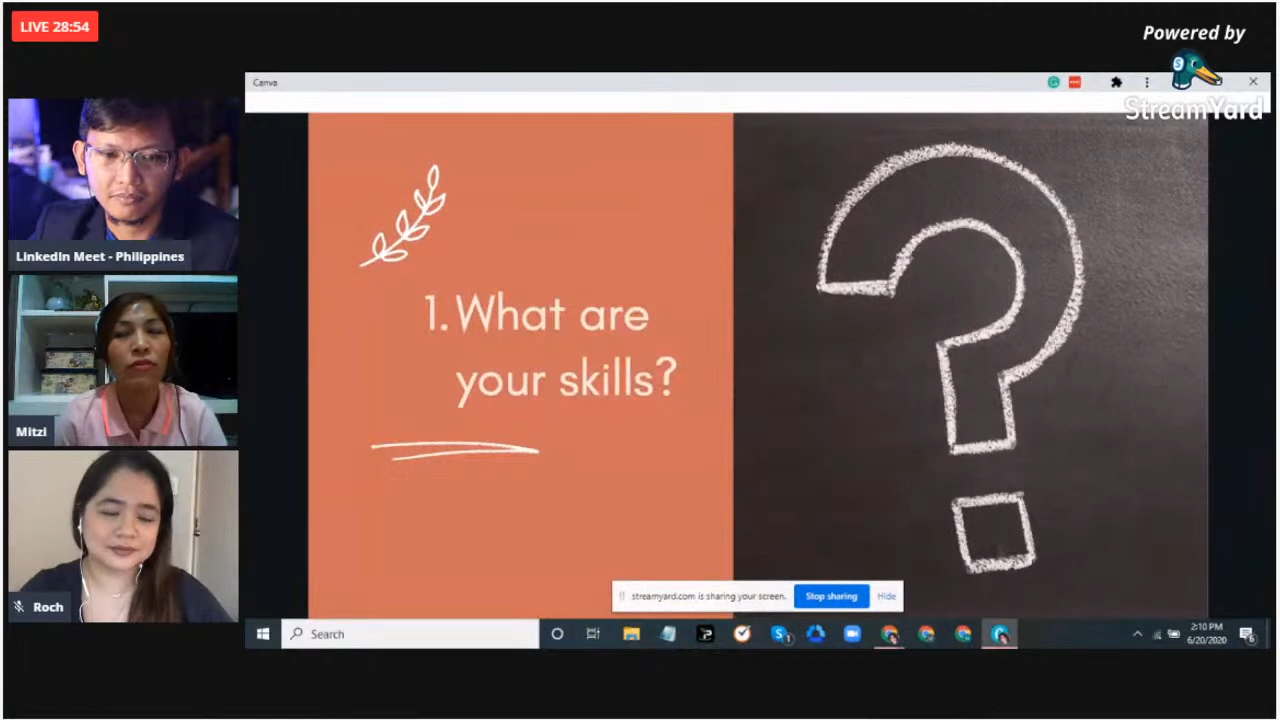 LIVE 28:54
Powered by
StreamYard
Canva
LinkedIn Meet - Philippines
Mitzi
Roch
1. What are
your skills?
streamyard.com is sharing your screen.
Stop sharing
Hide
Search
2:10 PM
6/20/2020